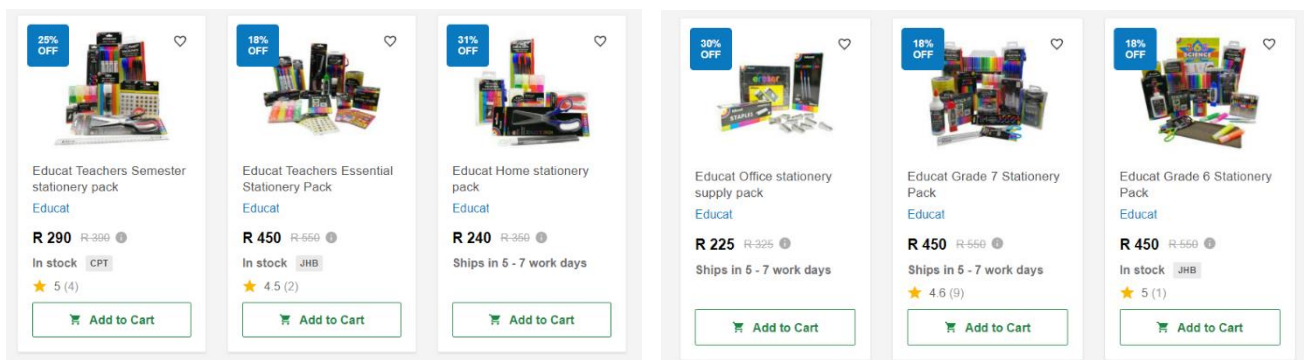 25%
OFF
Educat Teachers Semester
stationery pack
Educat
R 290 R 390
In stock CPT
5 (4)
Add to Cart
18%
OFF
Educat Teachers Essential
Stationery Pack
Educat
R 450 R 550
In stock JHB
4.5 (2)
Add to Cart
31%
OFF
Educat Home stationery
pack
Educat
R 240 R 350
Ships in 5 - 7 work days
Add to Cart
30%
OFF
eraser
STAPLES
Educat Office stationery
supply pack
Educat
R 225 R 325
Ships in 5 - 7 work days
Add to Cart
18%
OFF
Educat Grade 7 Stationery
Pack
Educat
R 450 R 550
Ships in 5 - 7 work days
4.6 (9)
Add to Cart
18%
OFF
SCIENCE
Educat Grade 6 Stationery
Pack
Educat
R 450 R 550
In stock JHB
5 (1)
Add to Cart